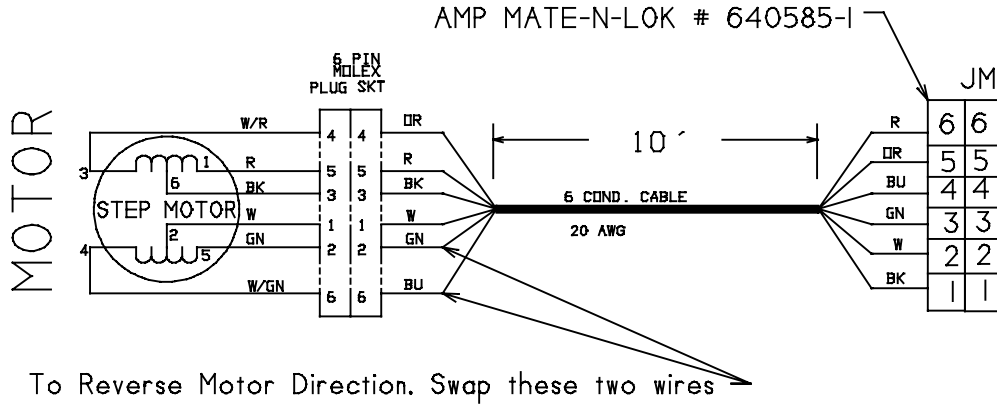 AMP MATE-N-LOK # 640585-1
6 PIN
MOLEX
PLUG SKT
JM
MOTOR
W/R 4 4 OR
10´
R 6 6
3 1 R 5 5 R
OR 5 5
6 BK 3 3 BK
6 COND. CABLE
BU 4 4
STEP MOTOR W 1 1 W
GN 3 3
20 AWG
4 2 5 GN 2 2 GN
W 2 2
W/GN 6 6 BU
BK 1 1
To Reverse Motor Direction. Swap these two wires